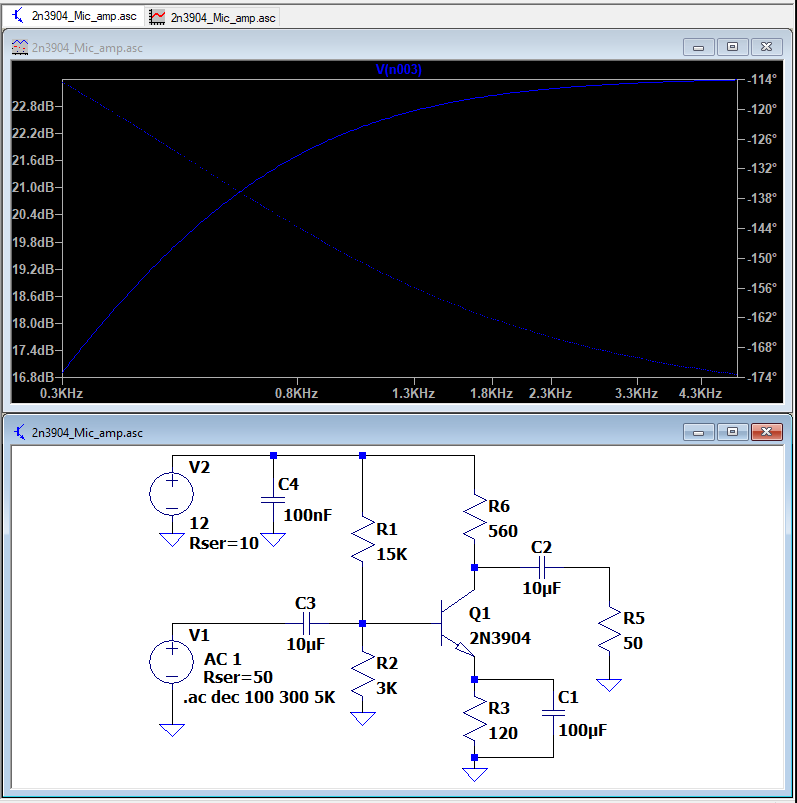 2n3904_Mic_amp.asc 2n3904_Mic_amp.asc
2n3904_Mic_amp.asc
V(n003)
22.8dB
22.2dB
21.6dB
21.0dB
20.4dB
19.8dB
19.2dB
18.6dB
18.0dB
17.4dB
16.8dB
-114°
-120°
-126°
-132°
-138°
-144°
-150°
-156°
-162°
-168°
-174°
0.3KHz 0.8KHz 1.3KHz 1.8KHz 2.3KHz 3.3KHz 4.3KHz
2n3904_Mic_amp.asc
V2
12
Rser=10
C4
100nF
R1
15K
R6
560
C2
10µF
C3
10µF
Q1
2N3904
R5
50
V1
AC 1
Rser=50
.ac dec 100 300 5K
R2
3K
R3
120
C1
100µF